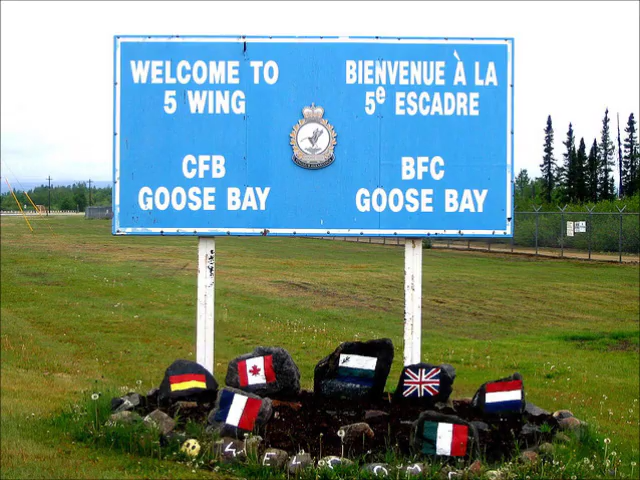 WELCOME TO
5 WING
CFB
GOOSE BAY
BIENVENUE À LA
5e ESCADRE
BFC
GOOSE BAY